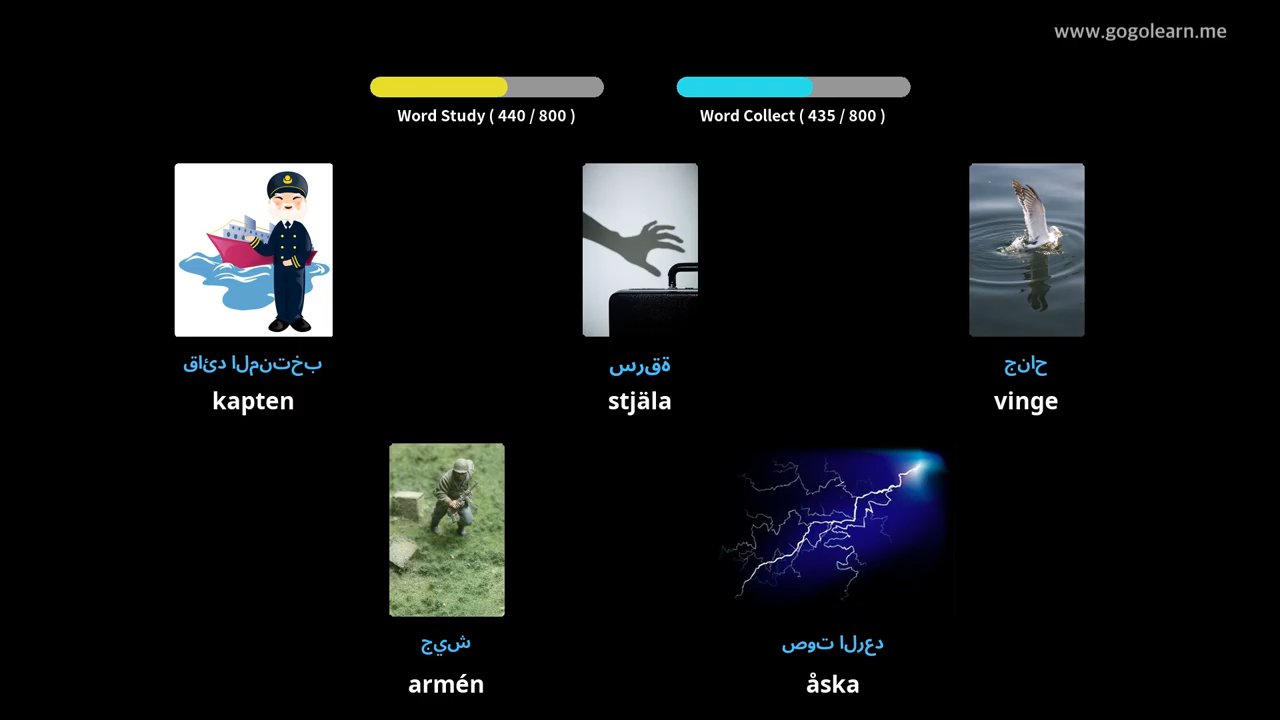 www.gogolearn.me
Word Study ( 440 / 800 )
Word Collect ( 435 / 800 )
قائد المنتخب
سرقة
جناح
kapten
stjäla
vinge
جيش
صوت الرعد
armén
åska